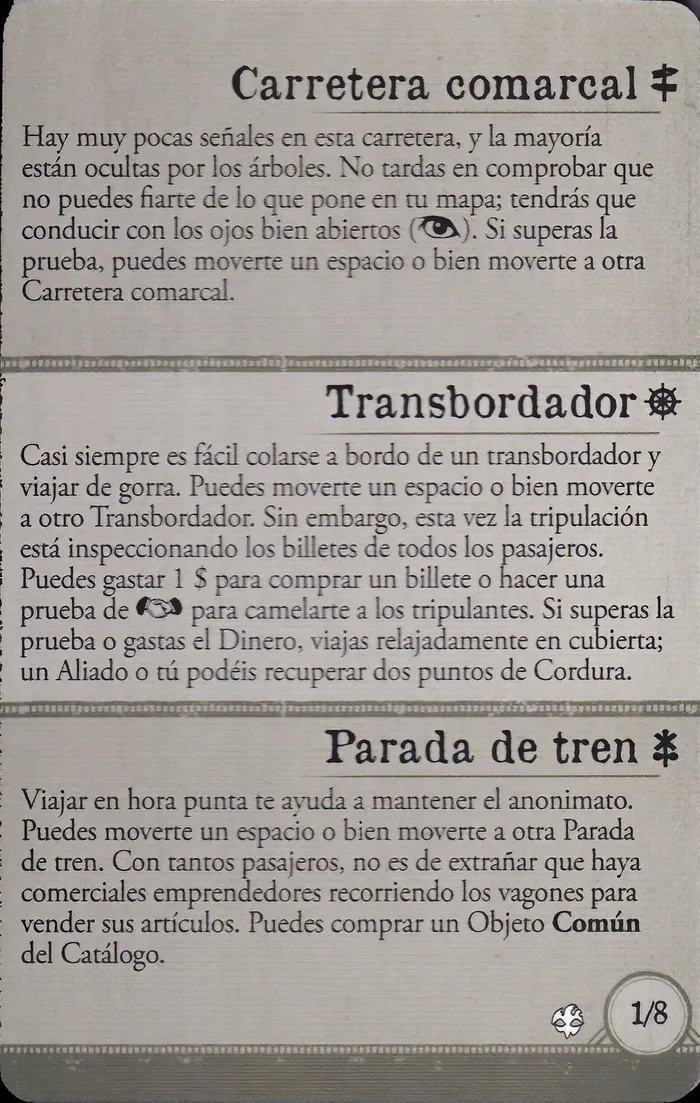 Carretera comarcal
Hay muy pocas señales en esta carretera, y la mayoría
están ocultas por los árboles. No tardas en comprobar que
no puedes fiarte de lo que pone en tu mapa; tendrás que
conducir con los ojos bien abiertos ( ). Si superas la
prueba, puedes moverte un espacio o bien moverte a otra
Carretera comarcal.
Transbordador
Casi siempre es fácil colarse a bordo de un transbordador y
viajar de gorra. Puedes moverte un espacio o bien moverte
a otro Transbordador. Sin embargo, esta vez la tripulación
está inspeccionando los billetes de todos los pasajeros.
Puedes gastar 1 $ para comprar un billete o hacer una
prueba de para camelarte a los tripulantes. Si superas la
prueba o gastas el Dinero, viajas relajadamente en cubierta;
un Aliado o tú podéis recuperar dos puntos de Cordura.
Parada de tren
Viajar en hora punta te ayuda a mantener el anonimato.
Puedes moverte un espacio o bien moverte a otra Parada
de tren. Con tantos pasajeros, no es de extrañar que haya
comerciales emprendedores recorriendo los vagones para
vender sus artículos. Puedes comprar un Objeto Común
del Catálogo.
1/8